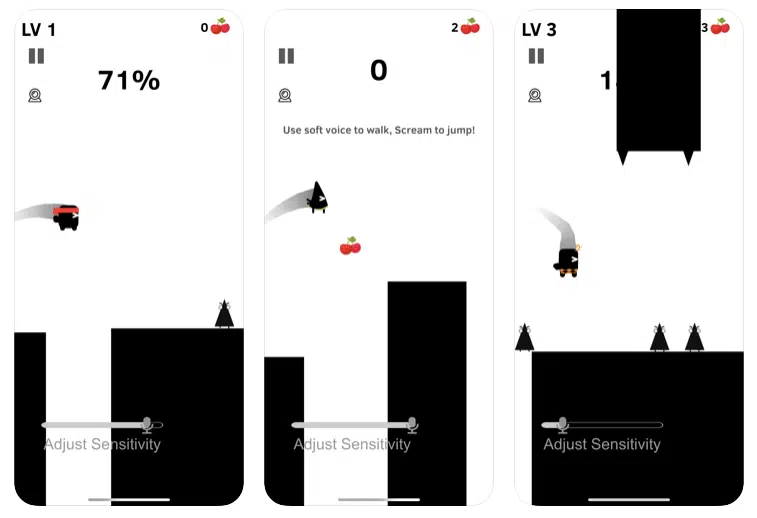 LV 1
0
71%
Adjust Sensitivity
2
0
Use soft voice to walk, Scream to jump!
Adjust Sensitivity
LV 3
3
1
Adjust Sensitivity